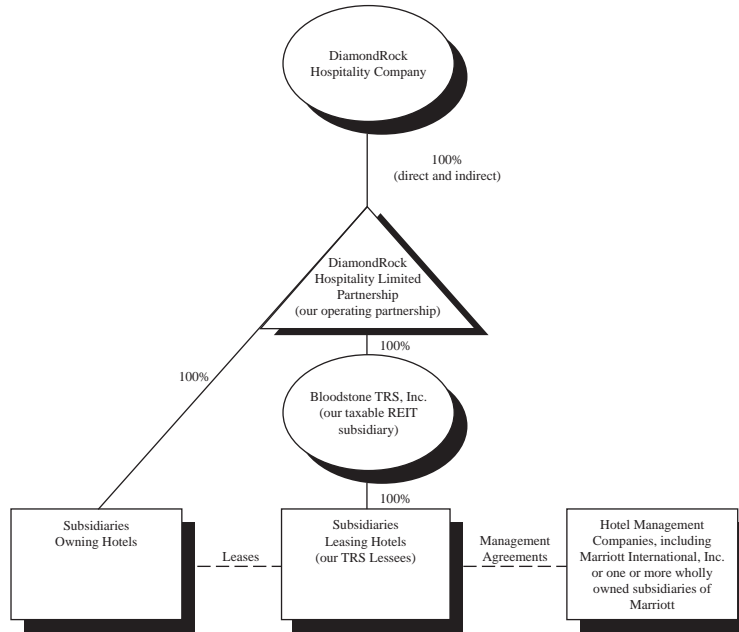 DiamondRock
Hospitality Company
100%
(direct and indirect)
DiamondRock
Hospitality Limited
Partnership
(our operating partnership)
100%
100%
Bloodstone TRS, Inc.
(our taxable REIT
subsidiary)
100%
Subsidiaries
Owning Hotels
Leases
Subsidiaries
Leasing Hotels
(our TRS Lessees)
Management
Agreements
Hotel Management
Companies, including
Marriott International, Inc.
or one or more wholly
owned subsidiaries of
Marriott